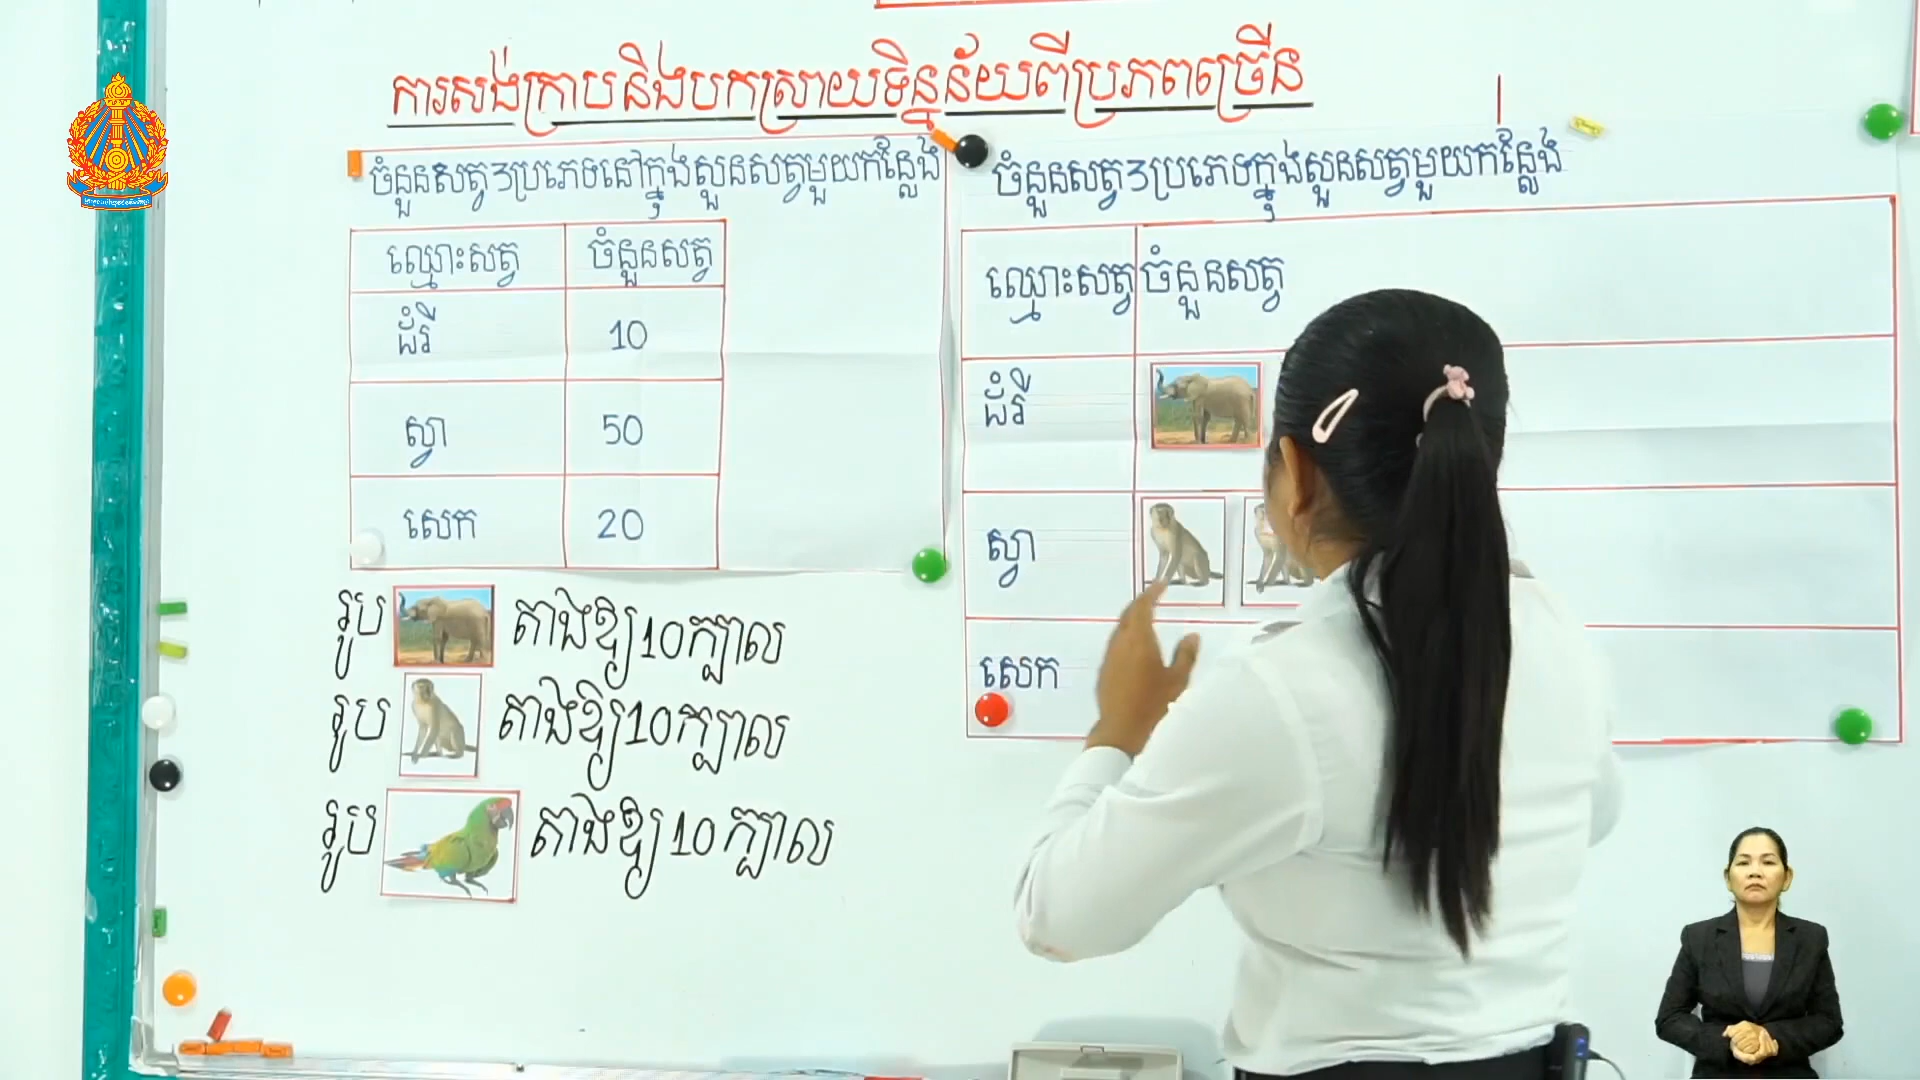 ការសង់ក្រាបនិងបកស្រាយទិន្នន័យពីប្រភពច្រើន
ចំនួនសត្វ3ប្រភេទនៅក្នុងសួនសត្វមួយកន្លែង
ឈ្មោះសត្វ ចំនួនសត្វ
ដំរី 10
ស្វា 50
សេក 20
រូប តាងឱ្យ10ក្បាល
រូប តាងឱ្យ10ក្បាល
រូប តាងឱ្យ10ក្បាល
ចំនួនសត្វ3ប្រភេទក្នុងសួនសត្វមួយកន្លែង
ឈ្មោះសត្វ ចំនួនសត្វ
ដំរី
ស្វា
សេក